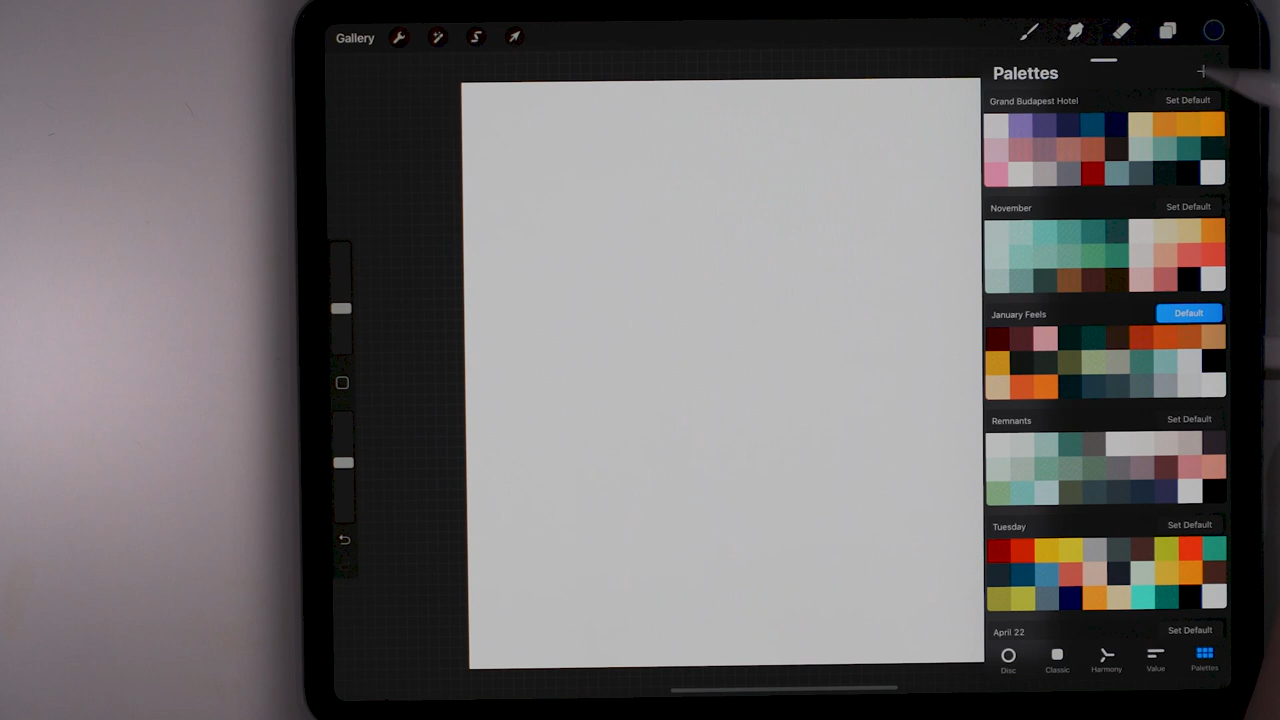 Gallery
Palettes
Grand Budapest Hotel Set Default
November Set Default
January Feels Default
Remnants Set Default
Tuesday Set Default
April 22 Set Default
Disc Classic Harmony Value Palettes